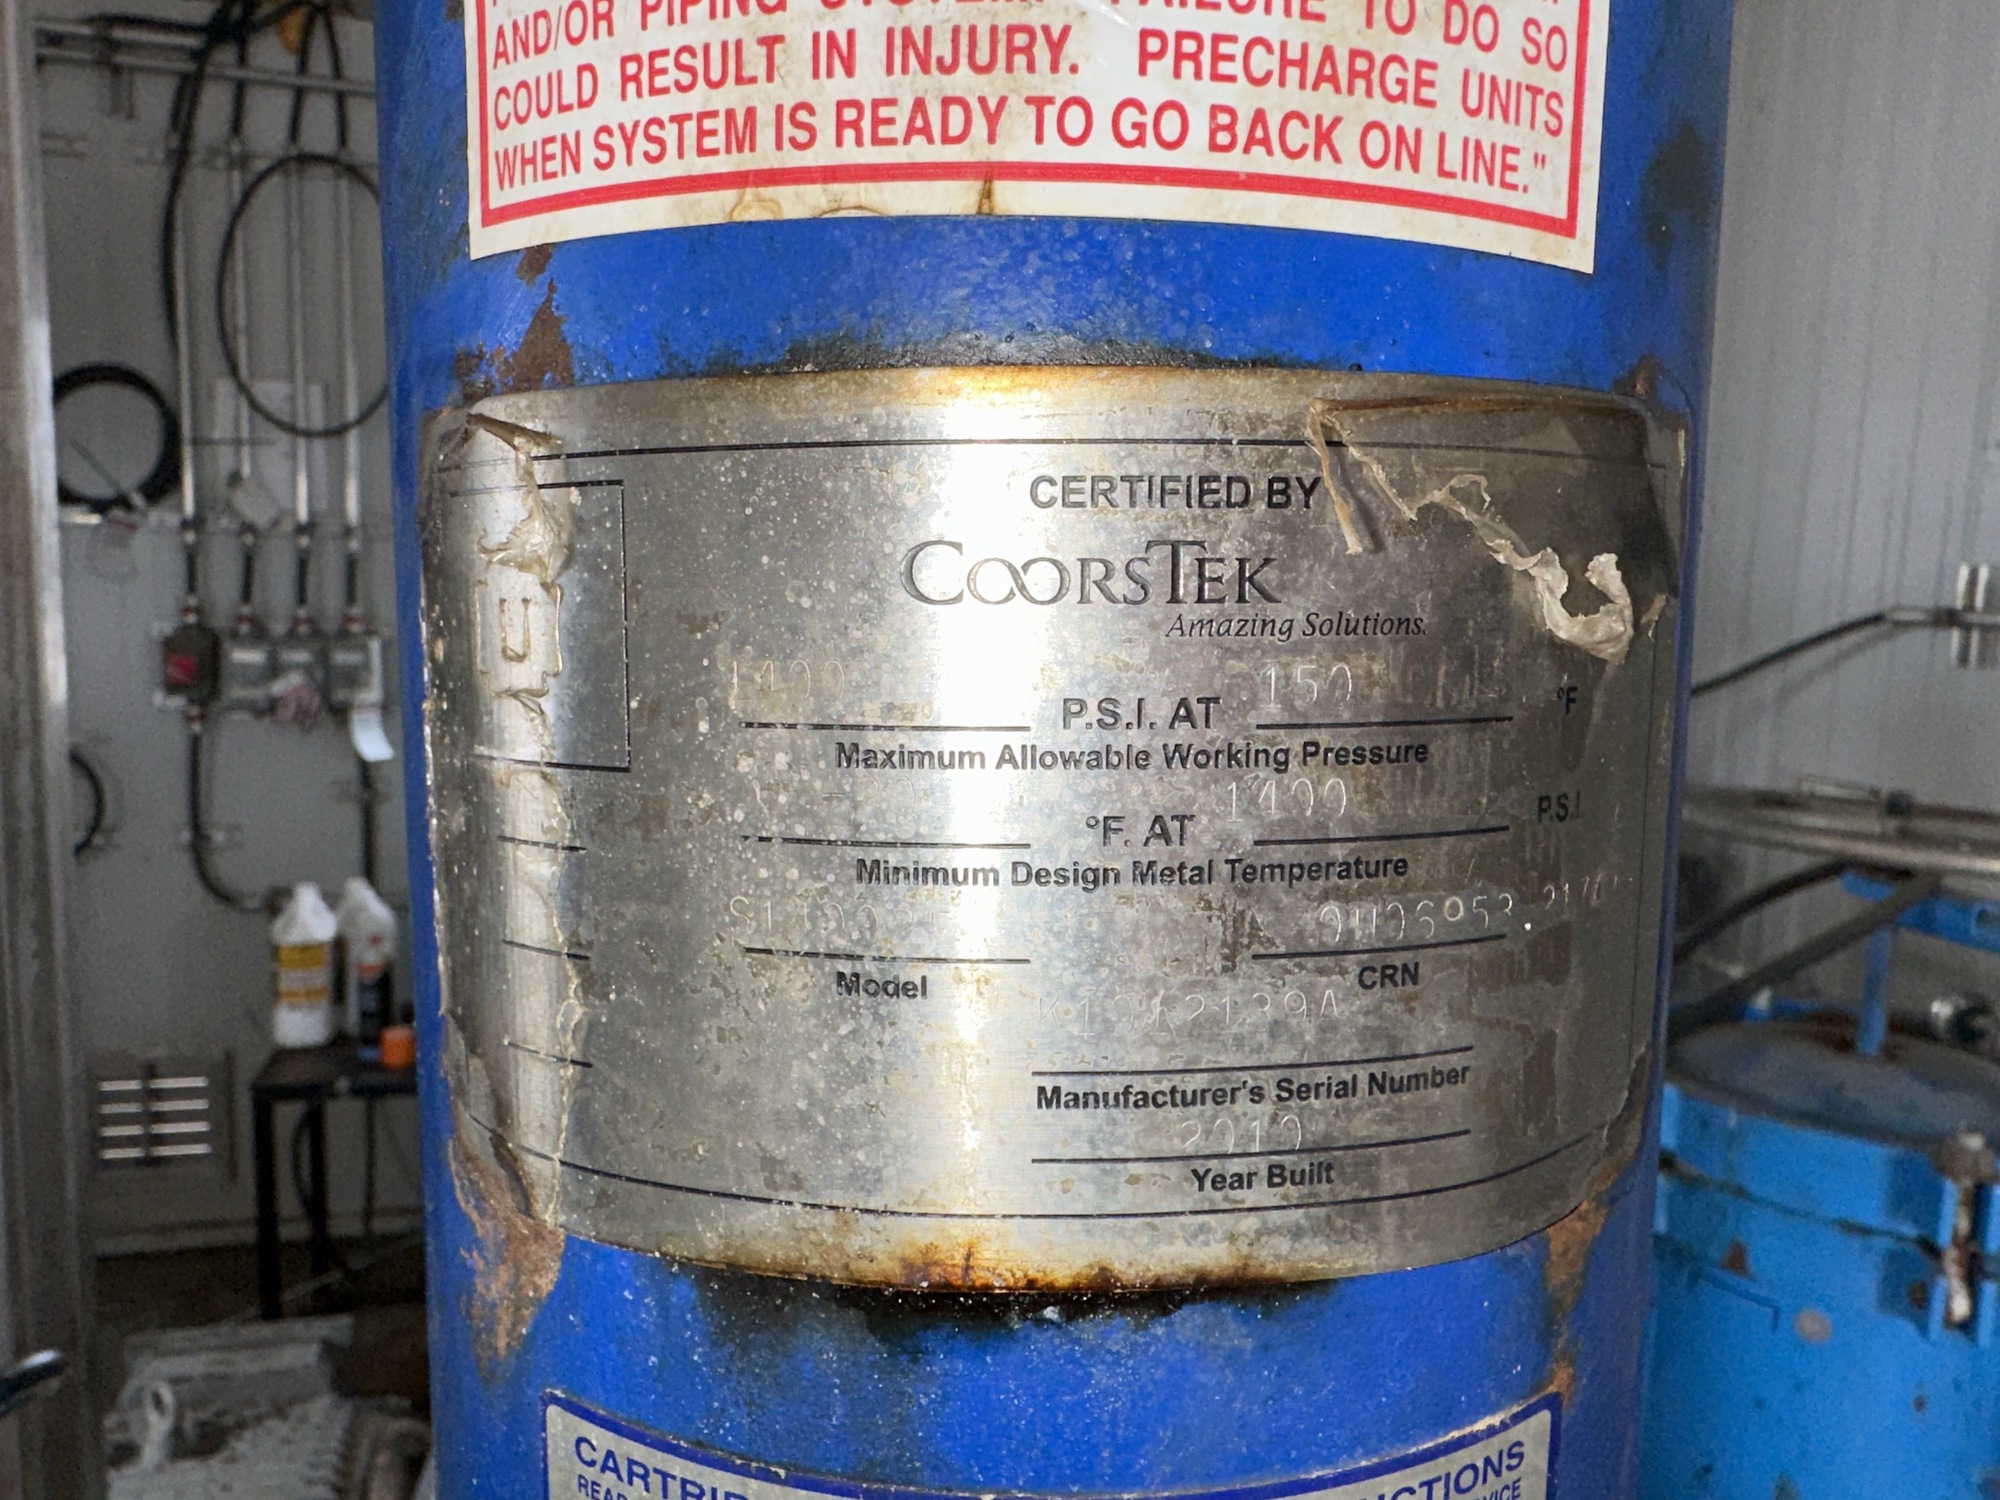 AND/OR PIPING SYSTEM. FAILURE TO DO SO
COULD RESULT IN INJURY. PRECHARGE UNITS
WHEN SYSTEM IS READY TO GO BACK ON LINE."
CERTIFIED BY
COORSTEK
Amazing Solutions.
U
1400 P.S.I. AT 150 °F
Maximum Allowable Working Pressure
-20 °F. AT 1400 P.S.I.
Minimum Design Metal Temperature
Model CRN
Manufacturer's Serial Number
2010
Year Built